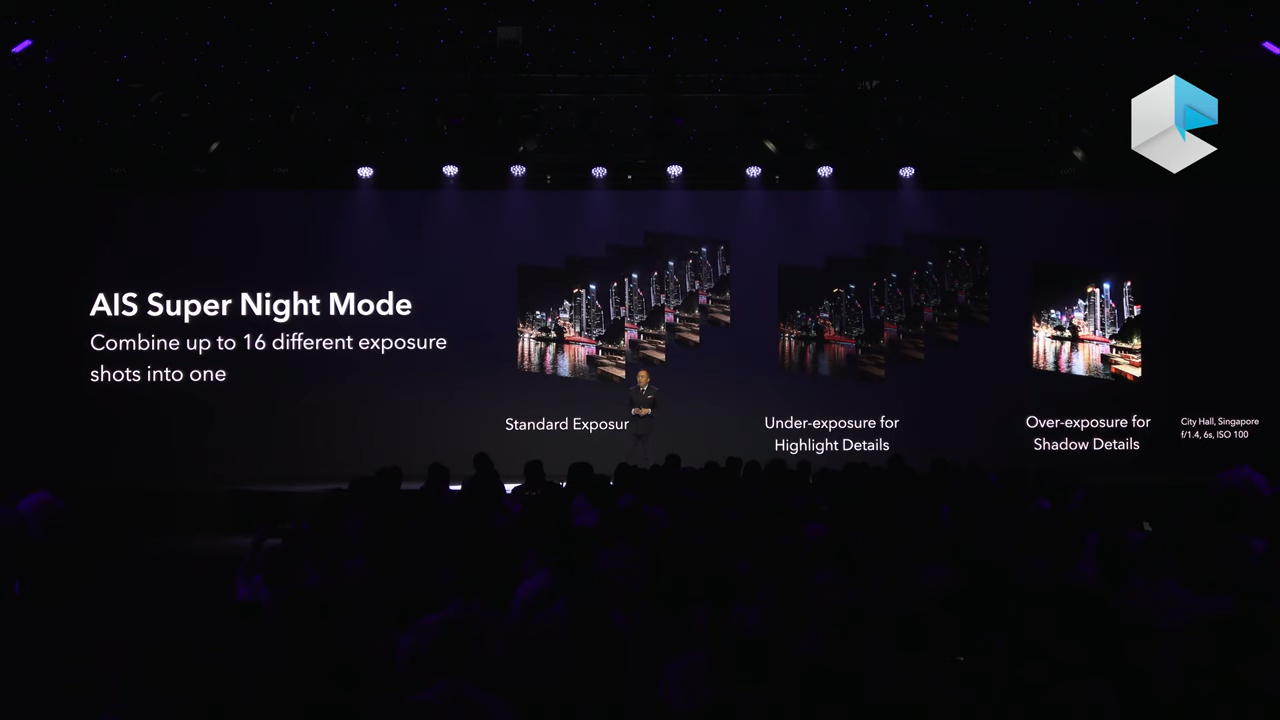 AIS Super Night Mode
Combine up to 16 different exposure
shots into one
Standard Exposur
Under-exposure for
Highlight Details
Over-exposure for
Shadow Details
City Hall, Singapore
f/1.4, 6s, ISO 100